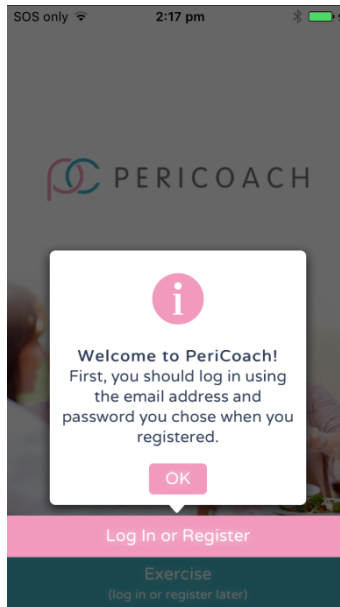 SOS only 2:17 pm
PERICOACH
i
Welcome to PeriCoach!
First, you should log in using
the email address and
password you chose when you
registered.
OK
Log In or Register
Exercise
(log in or register later)